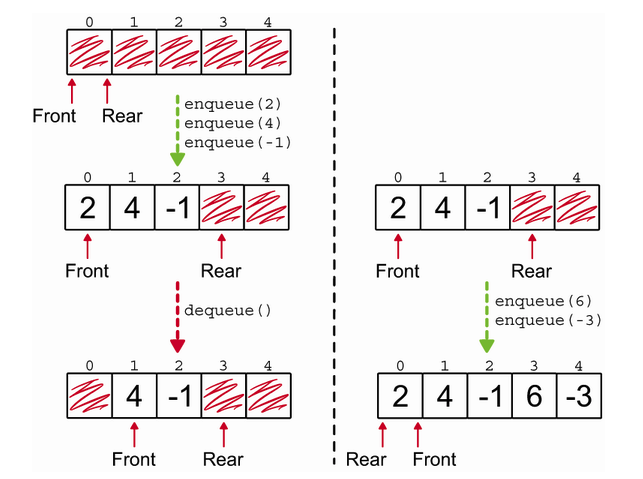 0 1 2 3 4
Front Rear
enqueue(2)
enqueue(4)
enqueue(-1)
0 1 2 3 4
2 4 -1
Front Rear
dequeue()
0 1 2 3 4
4 -1
Front Rear
0 1 2 3 4
2 4 -1
Front Rear
enqueue(6)
enqueue(-3)
0 1 2 3 4
2 4 -1 6 -3
Rear Front